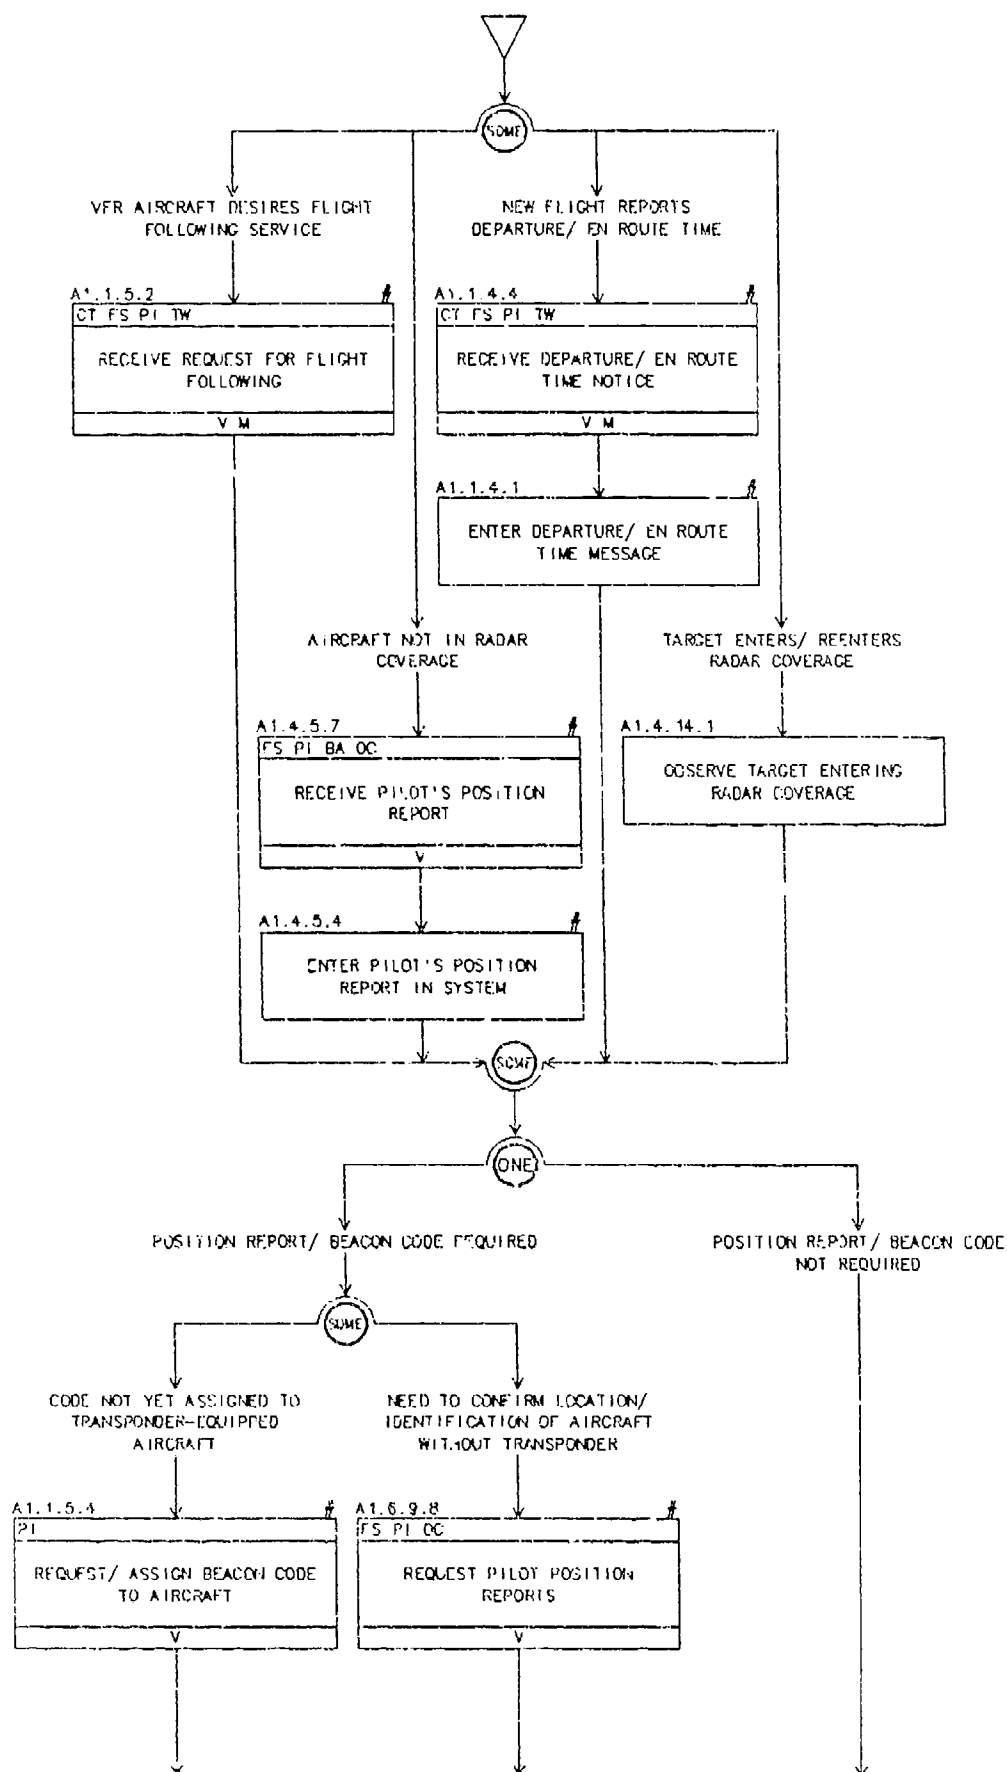 SOME
VFR AIRCRAFT DESIRES FLIGHT
FOLLOWING SERVICE
NEW FLIGHT REPORTS
DEPARTURE/ EN ROUTE TIME
A1.1.5.2
CT FS PI TW
RECEIVE REQUEST FOR FLIGHT
FOLLOWING
V M
A1.1.4.4
CT FS PI TW
RECEIVE DEPARTURE/ EN ROUTE
TIME NOTICE
V M
A1.1.4.1
ENTER DEPARTURE/ EN ROUTE
TIME MESSAGE
AIRCRAFT NOT IN RADAR
COVERAGE
TARGET ENTERS/ REENTERS
RADAR COVERAGE
A1.4.5.7
FS PI BA OC
RECEIVE PILOT'S POSITION
REPORT
V
A1.4.14.1
OBSERVE TARGET ENTERING
RADAR COVERAGE
A1.4.5.4
ENTER PILOT'S POSITION
REPORT IN SYSTEM
SOME
ONE
POSITION REPORT/ BEACON CODE REQUIRED
POSITION REPORT/ BEACON CODE
NOT REQUIRED
SOME
CODE NOT YET ASSIGNED TO
TRANSPONDER-EQUIPPED
AIRCRAFT
NEED TO CONFIRM LOCATION/
IDENTIFICATION OF AIRCRAFT
WITHOUT TRANSPONDER
A1.1.5.4
PI
REQUEST/ ASSIGN BEACON CODE
TO AIRCRAFT
V
A1.6.9.8
FS PI OC
REQUEST PILOT POSITION
REPORTS
V